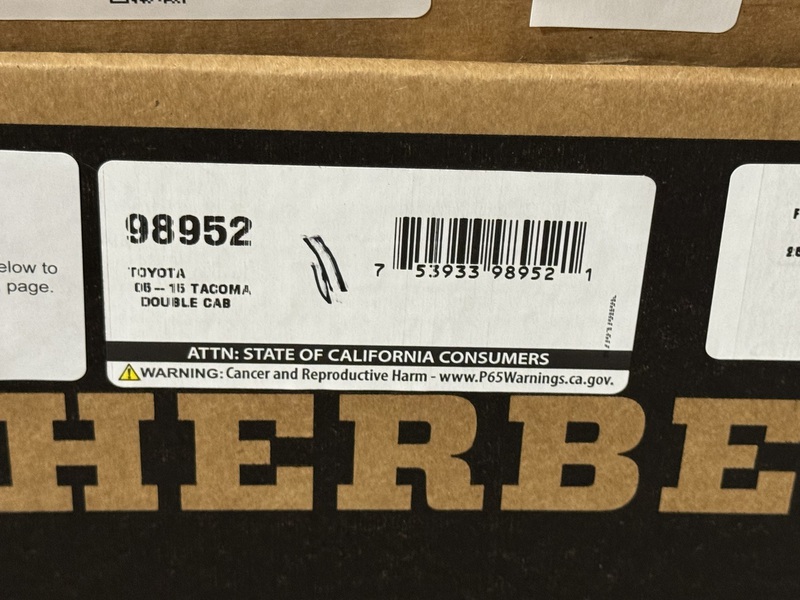 98952
TOYOTA
05-15 TACOMA
DOUBLE CAB
7 53933 98952 1
ATTN: STATE OF CALIFORNIA CONSUMERS
WARNING: Cancer and Reproductive Harm - www.P65Warnings.ca.gov.
elow to
page.
F
HERBE